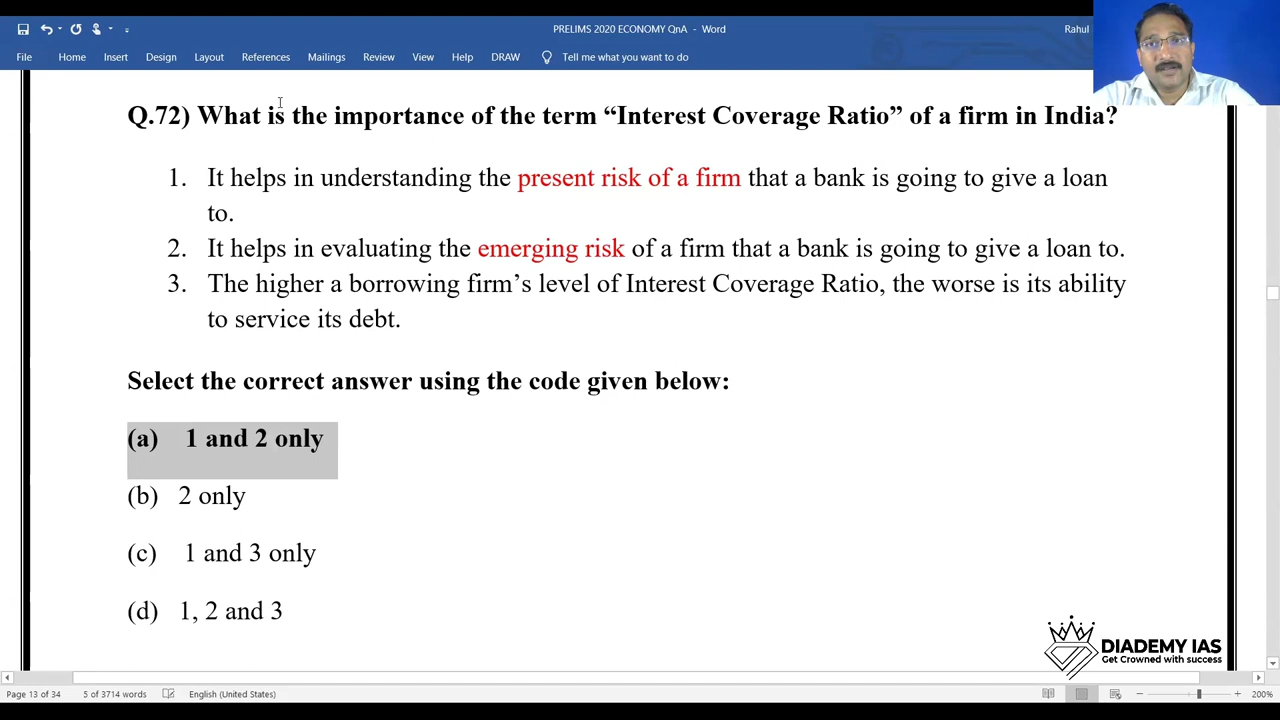 PRELIMS 2020 ECONOMY QnA - Word
Rahul
File Home Insert Design Layout References Mailings Review View Help DRAW Tell me what you want to do
Q.72) What is the importance of the term “Interest Coverage Ratio” of a firm in India?
1. It helps in understanding the present risk of a firm that a bank is going to give a loan
to.
2. It helps in evaluating the emerging risk of a firm that a bank is going to give a loan to.
3. The higher a borrowing firm’s level of Interest Coverage Ratio, the worse is its ability
to service its debt.
Select the correct answer using the code given below:
(a) 1 and 2 only
(b) 2 only
(c) 1 and 3 only
(d) 1, 2 and 3
DIADEMY IAS
Get Crowned with success
Page 13 of 34 5 of 3714 words English (United States) 200%